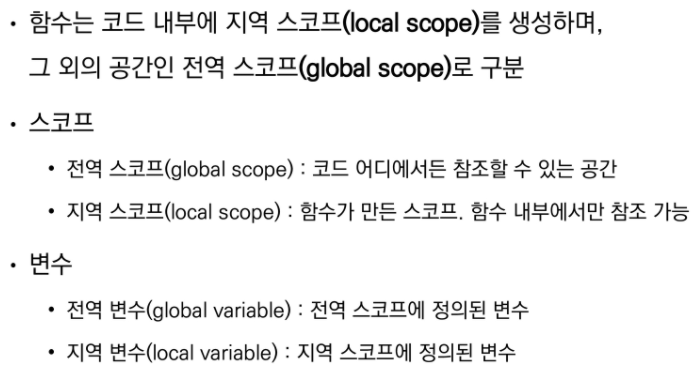 • 함수는 코드 내부에 지역 스코프(local scope)를 생성하며,
그 외의 공간인 전역 스코프(global scope)로 구분
• 스코프
• 전역 스코프(global scope) : 코드 어디에서든 참조할 수 있는 공간
• 지역 스코프(local scope) : 함수가 만든 스코프. 함수 내부에서만 참조 가능
• 변수
• 전역 변수(global variable) : 전역 스코프에 정의된 변수
• 지역 변수(local variable) : 지역 스코프에 정의된 변수